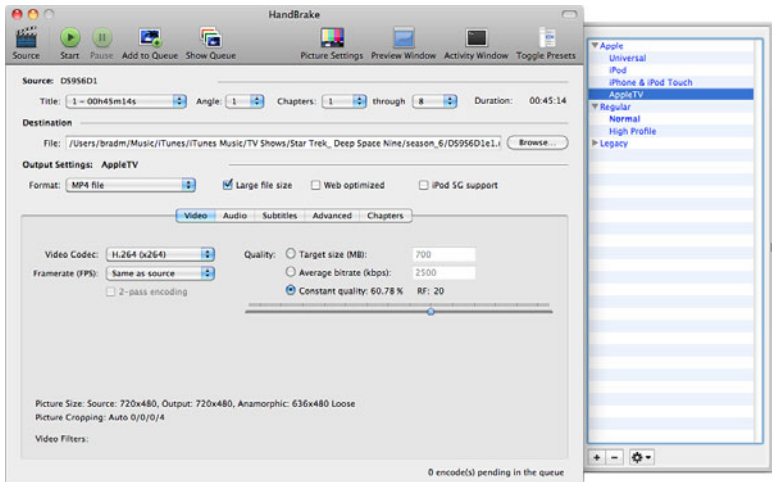 HandBrake
Source Start Pause Add to Queue Show Queue Picture Settings Preview Window Activity Window Toggle Presets
Source: DS9S6D1
Title: 1 - 00h45m14s Angle: 1 Chapters: 1 through 8 Duration: 00:45:14
Destination
File: /Users/bradm/Music/iTunes/iTunes Music/TV Shows/Star Trek_ Deep Space Nine/season_6/DS9S6D1e1. Browse...
Output Settings: AppleTV
Format: MP4 file Large file size Web optimized iPod 5G support
Video Audio Subtitles Advanced Chapters
Video Codec: H.264 (x264) Quality: Target size (MB): 700
Framerate (FPS): Same as source Average bitrate (kbps): 2500
2-pass encoding Constant quality: 60.78 % RF: 20
Picture Size: Source: 720x480, Output: 720x480, Anamorphic: 636x480 Loose
Picture Cropping: Auto 0/0/0/4
Video Filters:
0 encode(s) pending in the queue
Apple
Universal
iPod
iPhone & iPod Touch
AppleTV
Regular
Normal
High Profile
Legacy